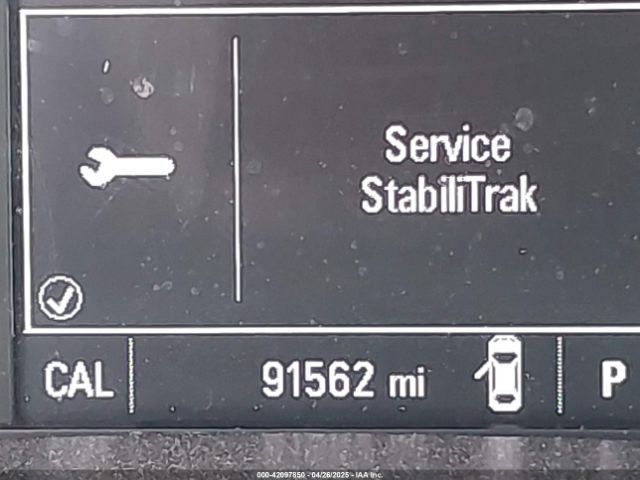 Service
StabiliTrak
CAL 91562 mi P
000-42097850 - 04/26/2025 - IAA Inc.